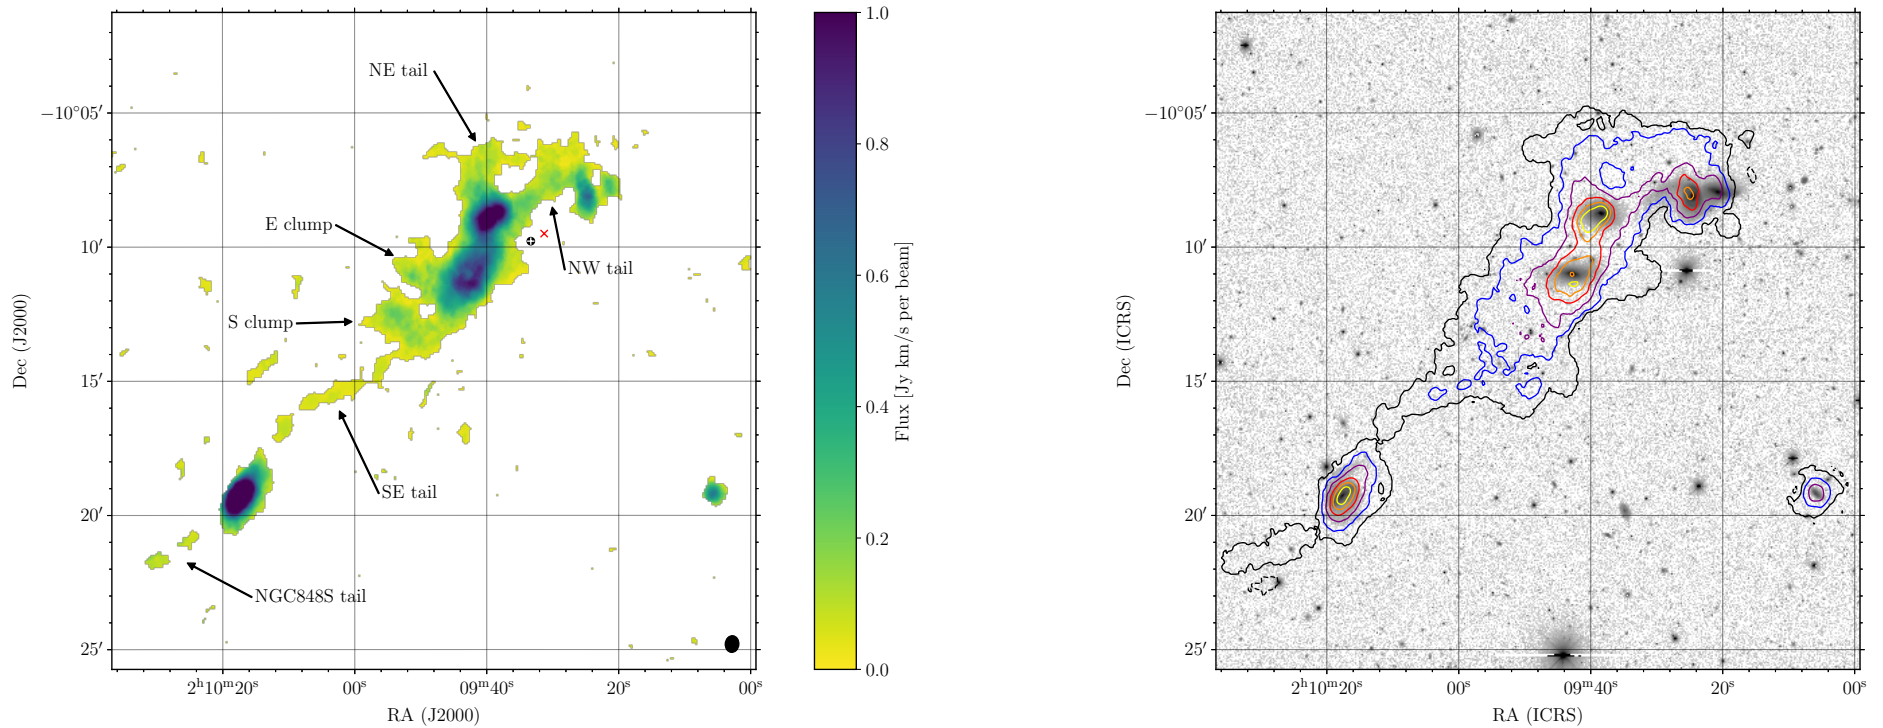 NE tail
E clump
S clump
NW tail
SE tail
NGC848S tail
−10°05′
10′
15′
20′
25′
Dec (J2000)
2ʰ10ᵐ20ˢ
00ˢ
09ᵐ40ˢ
20ˢ
00ˢ
RA (J2000)
1.0
0.8
0.6
0.4
0.2
0.0
Flux [Jy km/s per beam]
−10°05′
10′
15′
20′
25′
Dec (ICRS)
2ʰ10ᵐ20ˢ
00ˢ
09ᵐ40ˢ
20ˢ
00ˢ
RA (ICRS)